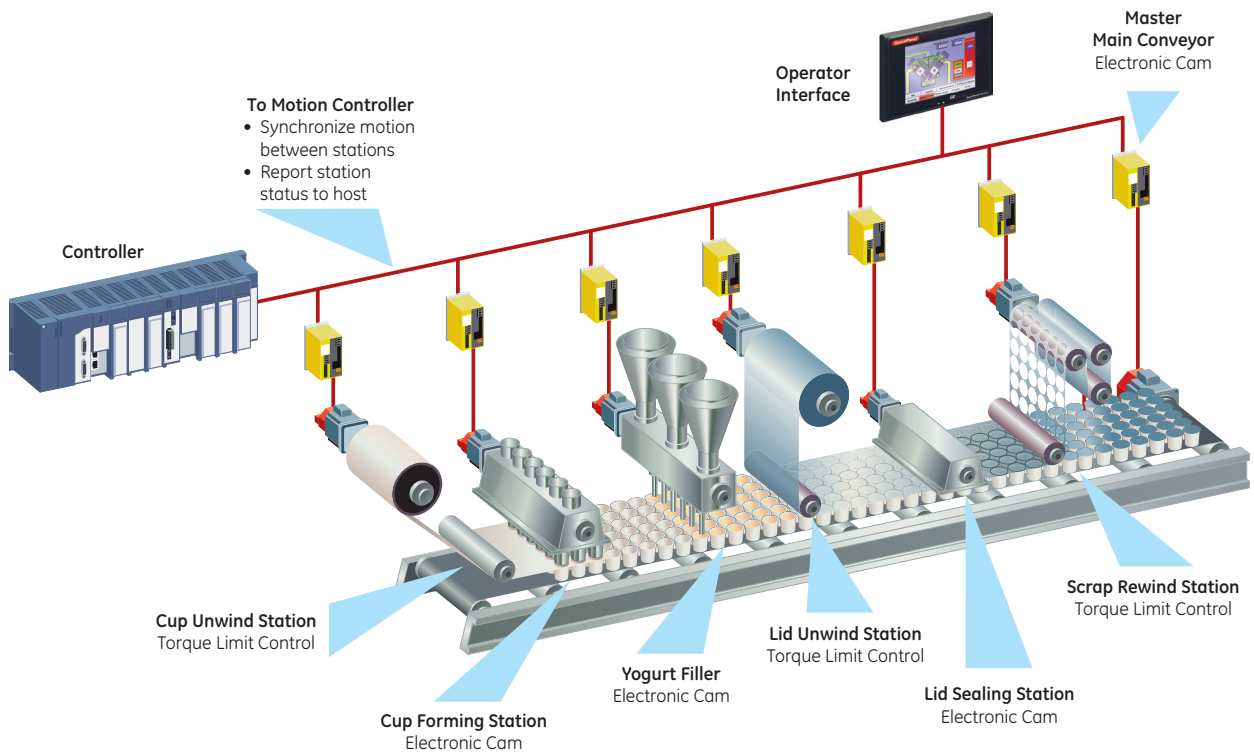 Master
Main Conveyor
Electronic Cam
Operator
Interface
To Motion Controller
• Synchronize motion
between stations
• Report station
status to host
Controller
Cup Unwind Station
Torque Limit Control
Cup Forming Station
Electronic Cam
Yogurt Filler
Electronic Cam
Lid Unwind Station
Torque Limit Control
Lid Sealing Station
Electronic Cam
Scrap Rewind Station
Torque Limit Control